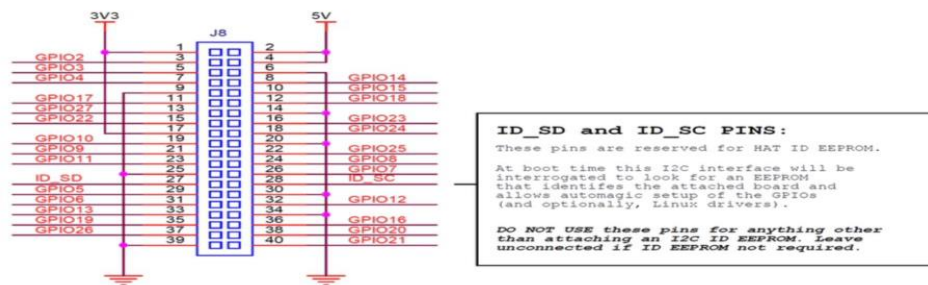 3V3 5V
J8
1 2
GPIO2 3 4
GPIO3 5 6
GPIO4 7 8 GPIO14
9 10 GPIO15
GPIO17 11 12 GPIO18
GPIO27 13 14
GPIO22 15 16 GPIO23
17 18 GPIO24
GPIO10 19 20
GPIO9 21 22 GPIO25
GPIO11 23 24 GPIO8
25 26 GPIO7
ID_SD 27 28 ID_SC
GPIO5 29 30
GPIO6 31 32 GPIO12
GPIO13 33 34
GPIO19 35 36 GPIO16
GPIO26 37 38 GPIO20
39 40 GPIO21
ID_SD and ID_SC PINS:
These pins are reserved for HAT ID EEPROM.
At boot time this I2C interface will be
interrogated to look for an EEPROM
that identifes the attached board and
allows automagic setup of the GPIOs
(and optionally, Linux drivers).
DO NOT USE these pins for anything other
than attaching an I2C ID EEPROM. Leave
unconnected if ID EEPROM not required.